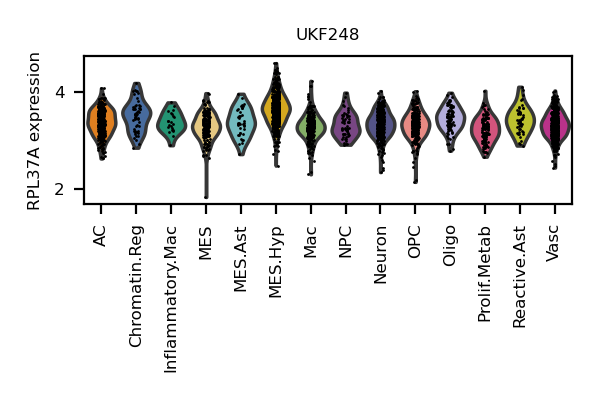 UKF248
RPL37A expression
4
2
AC
Chromatin.Reg
Inflammatory.Mac
MES
MES.Ast
MES.Hyp
Mac
NPC
Neuron
OPC
Oligo
Prolif.Metab
Reactive.Ast
Vasc